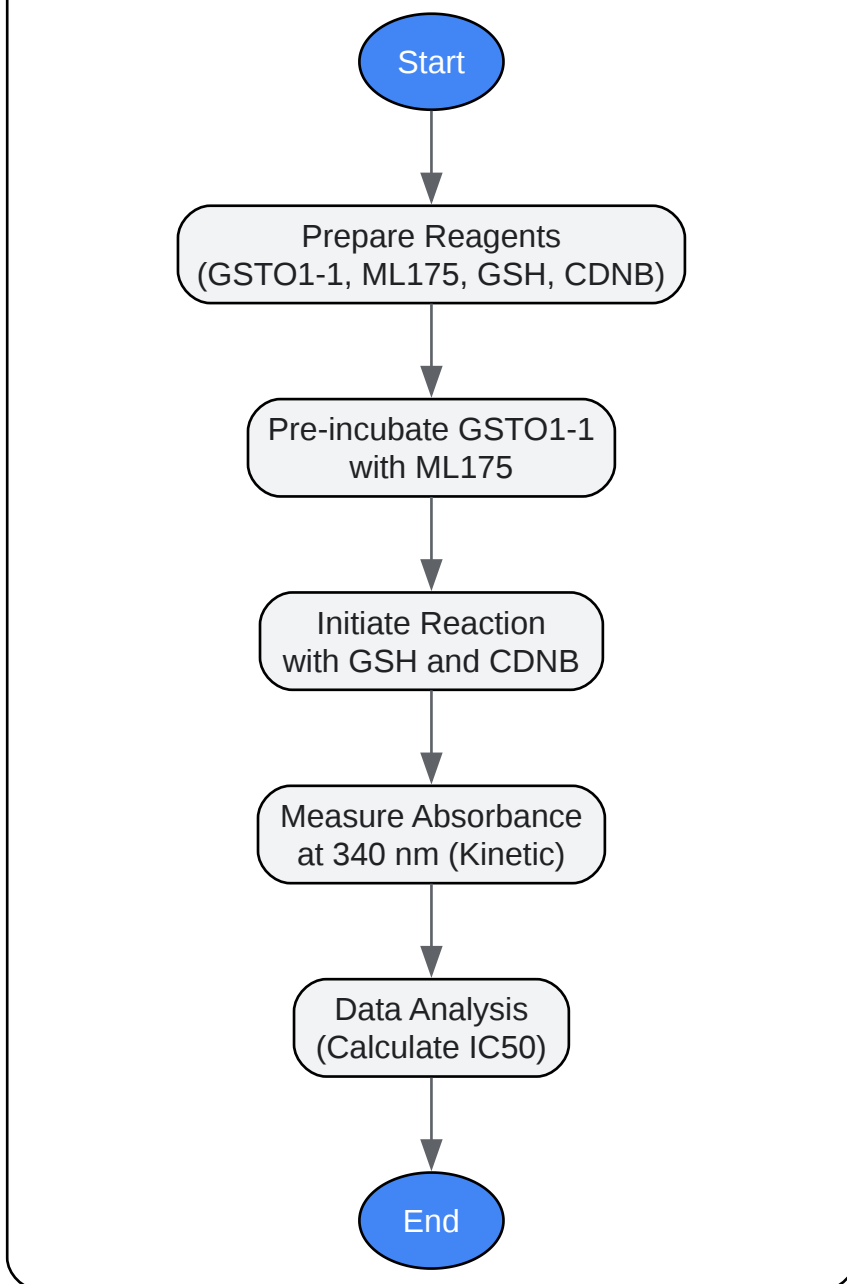 Start
Prepare Reagents
(GSTO1-1, ML175, GSH, CDNB)
Pre-incubate GSTO1-1
with ML175
Initiate Reaction
with GSH and CDNB
Measure Absorbance
at 340 nm (Kinetic)
Data Analysis
(Calculate IC50)
End